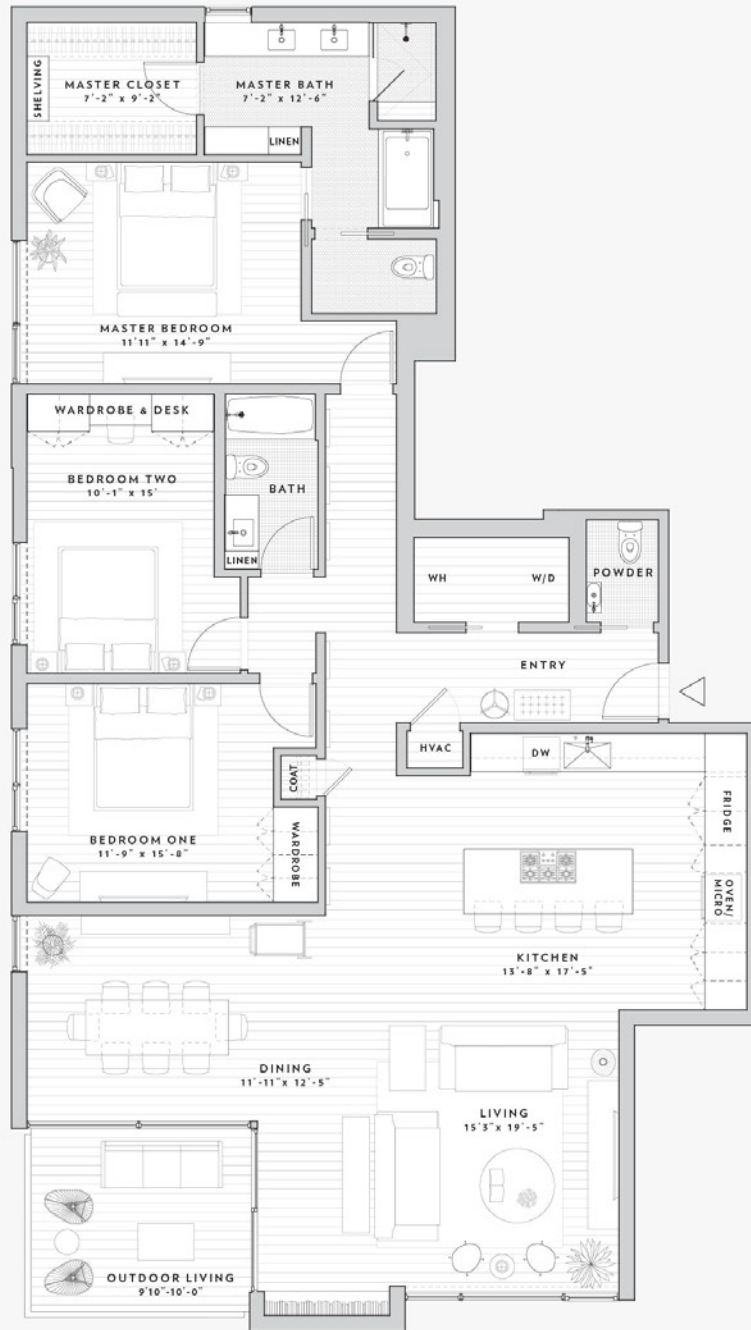 SHELVING
MASTER CLOSET
7'-2" x 9'-2"
MASTER BATH
7'-2" x 12'-6"
LINEN
MASTER BEDROOM
11'11" x 14'-9"
WARDROBE & DESK
BEDROOM TWO
10'-1" x 15'
BATH
LINEN
WH
W/D
POWDER
ENTRY
HVAC
DW
COAT
FRIDGE
BEDROOM ONE
11'-9" x 15'-8"
WARDROBE
OVEN/
MICRO
KITCHEN
13'-8" x 17'-5"
DINING
11'-11" x 12'-5"
LIVING
15'3" x 19'-5"
OUTDOOR LIVING
9'10"-10'-0"